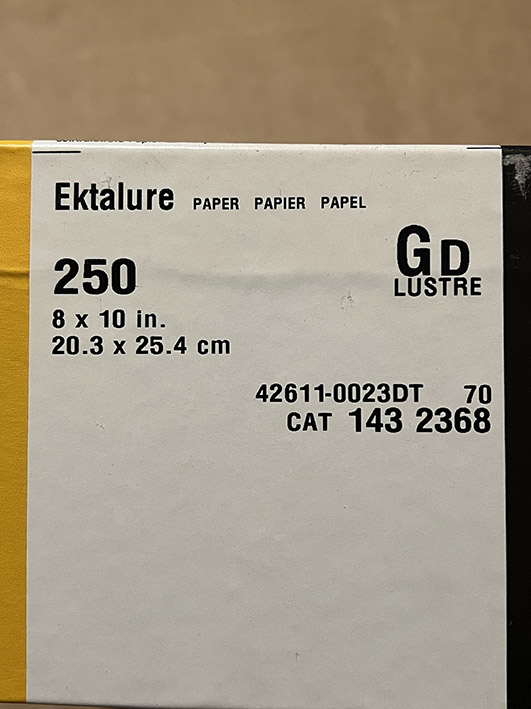 Ektalure PAPER PAPIER PAPEL
GD
250
LUSTRE
8 x 10 in.
20.3 x 25.4 cm
42611-0023DT 70
CAT 143 2368